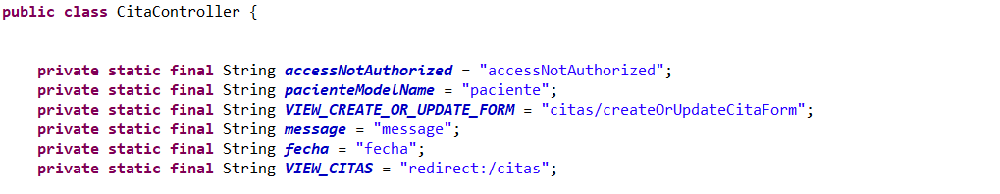 public class CitaController {
private static final String accessNotAuthorized = "accessNotAuthorized";
private static final String pacienteModelName = "paciente";
private static final String VIEW_CREATE_OR_UPDATE_FORM = "citas/createOrUpdateCitaForm";
private static final String message = "message";
private static final String fecha = "fecha";
private static final String VIEW_CITAS = "redirect:/citas";